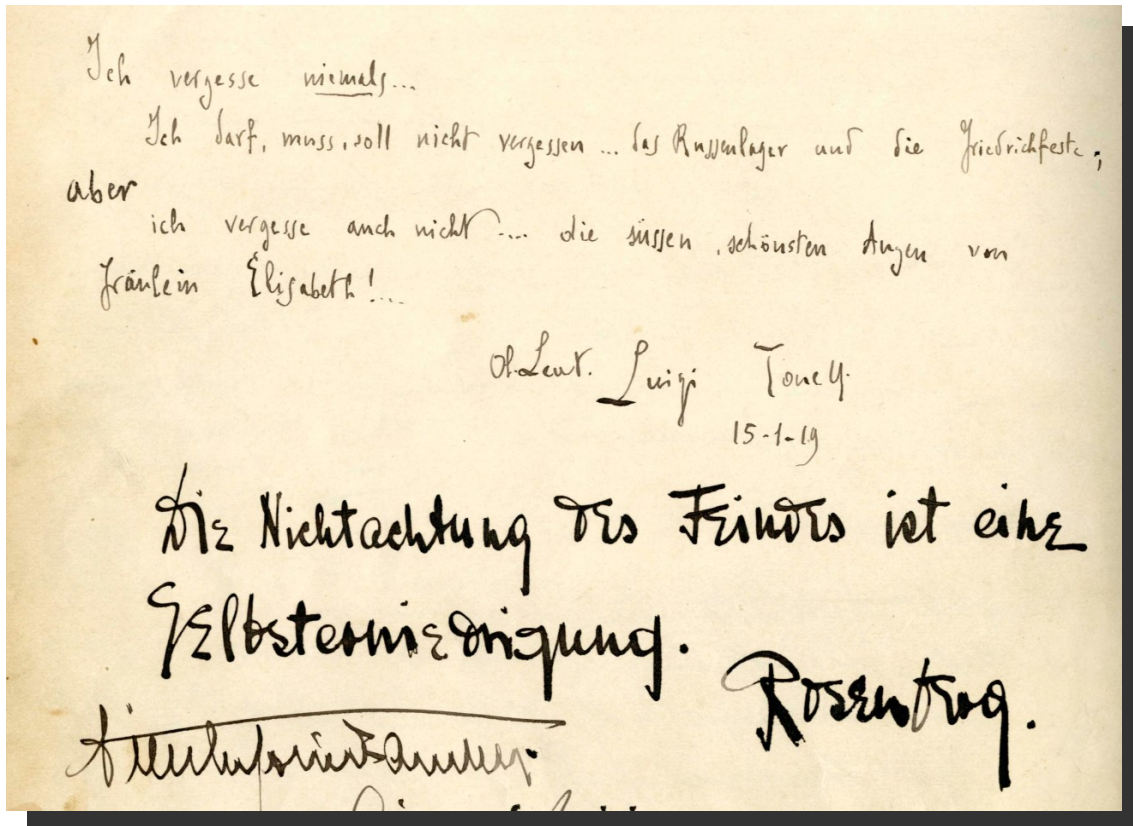 Ich vergesse niemals...
Ich darf, muss, soll nicht vergessen ... das Russenlager und die Friedrichfeste;
aber
ich vergesse auch nicht .... die süssen, schönsten Augen von
Fräulein Elisabeth!...
Ob. Leut. Luigi
15-1-19
Die Nichtachtung des Feindes ist eine
Selbsterniedrigung.